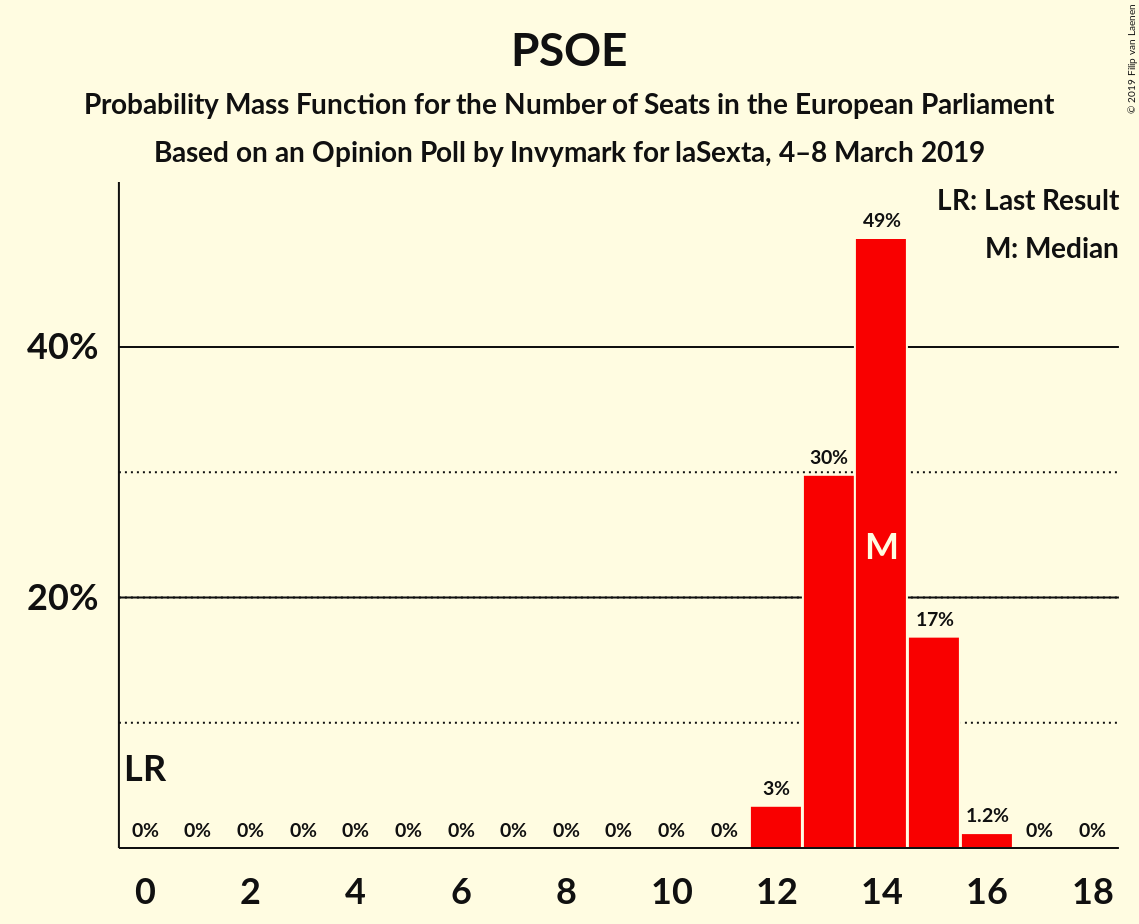 PSOE
Probability Mass Function for the Number of Seats in the European Parliament
Based on an Opinion Poll by Invymark for laSexta, 4–8 March 2019
© 2019 Filip van Laenen
LR: Last Result
M: Median
49%
40%
30%
M
20%
17%
LR
3%
1.2%
0% 0% 0% 0% 0% 0% 0% 0% 0% 0% 0% 0% 0% 0%
0 2 4 6 8 10 12 14 16 18